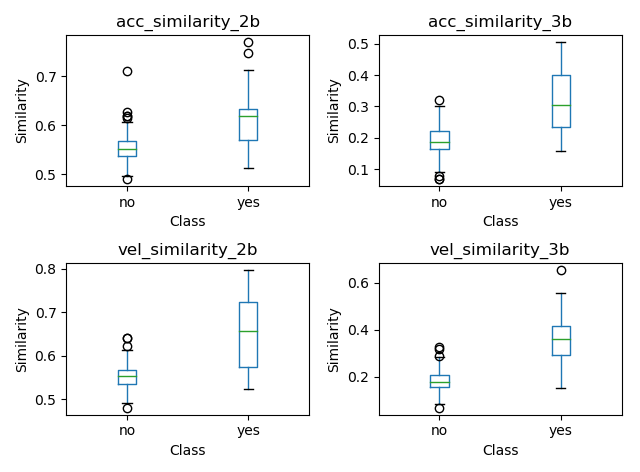 acc_similarity_2b
Similarity
0.7
0.6
0.5
no
yes
Class
acc_similarity_3b
Similarity
0.5
0.4
0.3
0.2
0.1
no
yes
Class
vel_similarity_2b
Similarity
0.8
0.7
0.6
0.5
no
yes
Class
vel_similarity_3b
Similarity
0.6
0.4
0.2
no
yes
Class